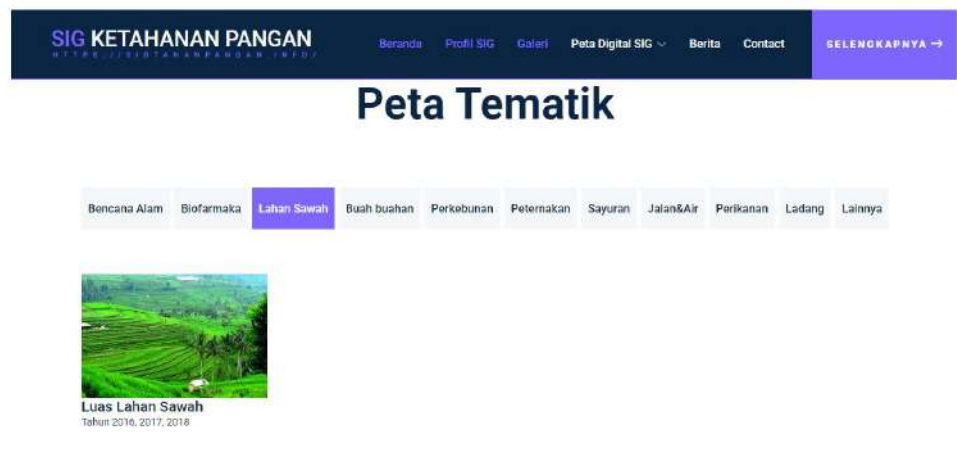 SIG KETAHANAN PANGAN
Beranda Profil SIG Galeri Peta Digital SIG Berita Contact SELENGKAPNYA →
Peta Tematik
Bencana Alam Biofarmaka Lahan Sawah Buah buahan Perkebunan Peternakan Sayuran Jalan&Air Perikanan Ladang Lainnya
Luas Lahan Sawah
Tahun 2016, 2017, 2018